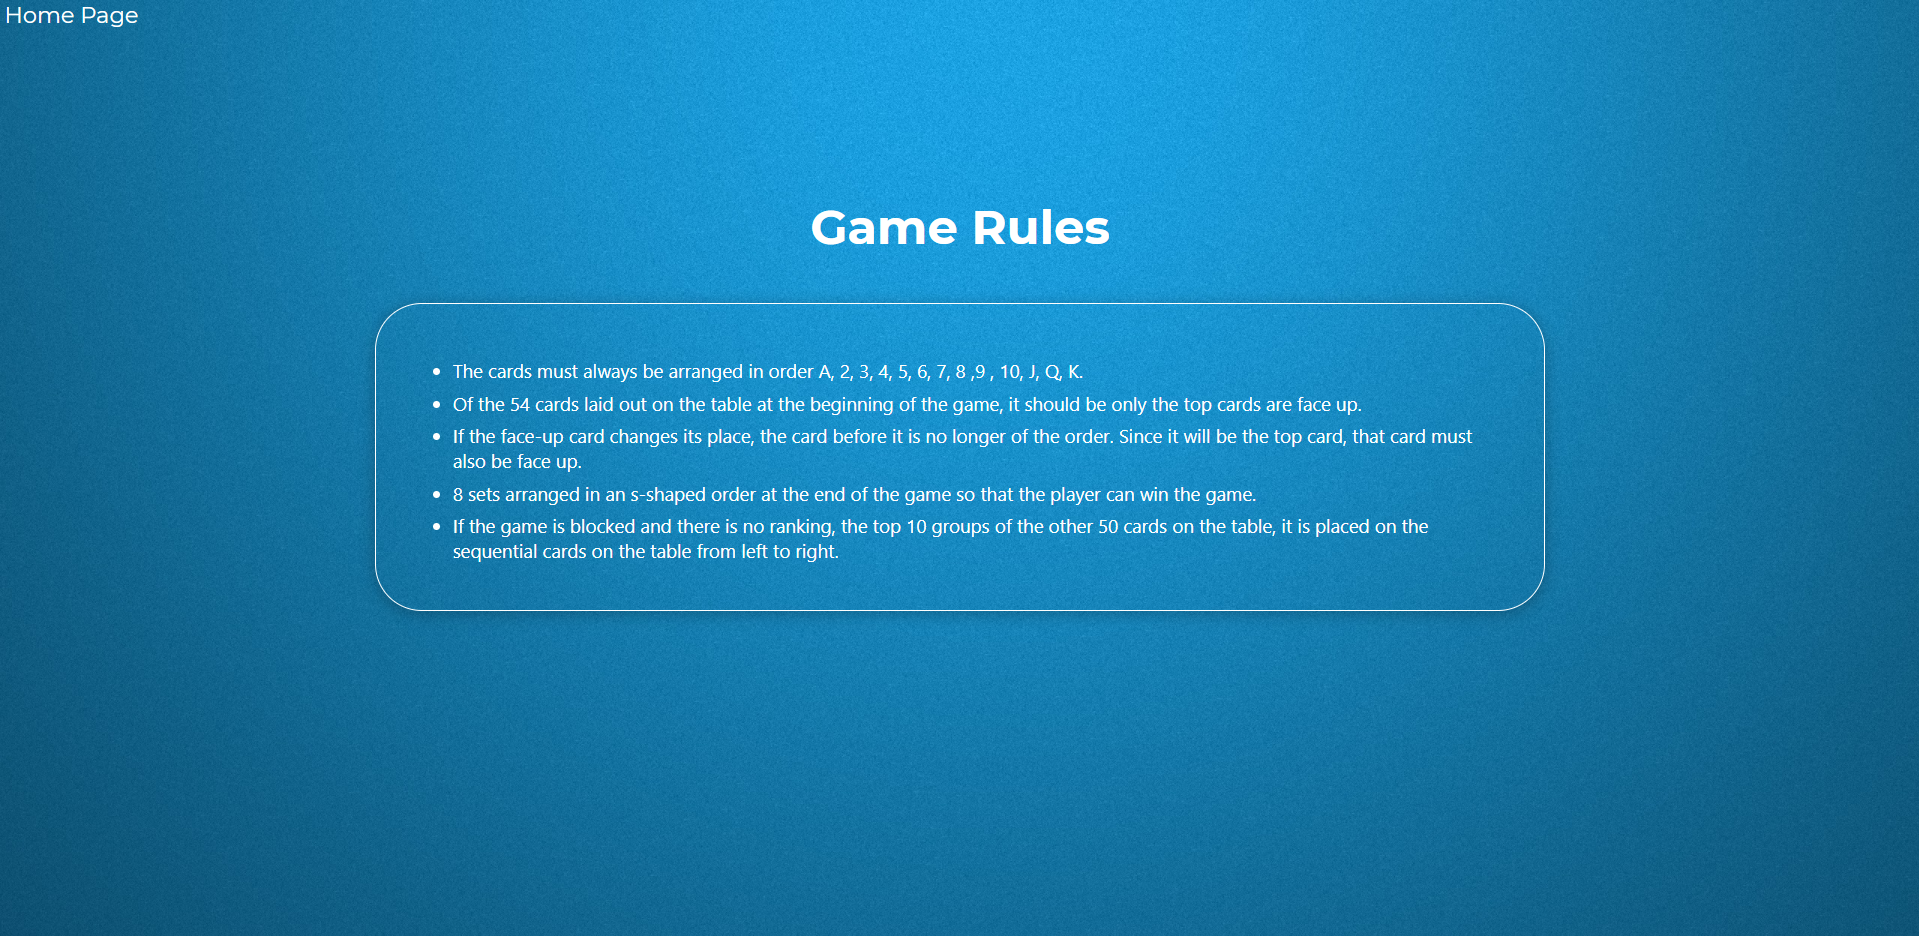 Home Page
Game Rules
• The cards must always be arranged in order A, 2, 3, 4, 5, 6, 7, 8 ,9 , 10, J, Q, K.
• Of the 54 cards laid out on the table at the beginning of the game, it should be only the top cards are face up.
• If the face-up card changes its place, the card before it is no longer of the order. Since it will be the top card, that card must
also be face up.
• 8 sets arranged in an s-shaped order at the end of the game so that the player can win the game.
• If the game is blocked and there is no ranking, the top 10 groups of the other 50 cards on the table, it is placed on the
sequential cards on the table from left to right.